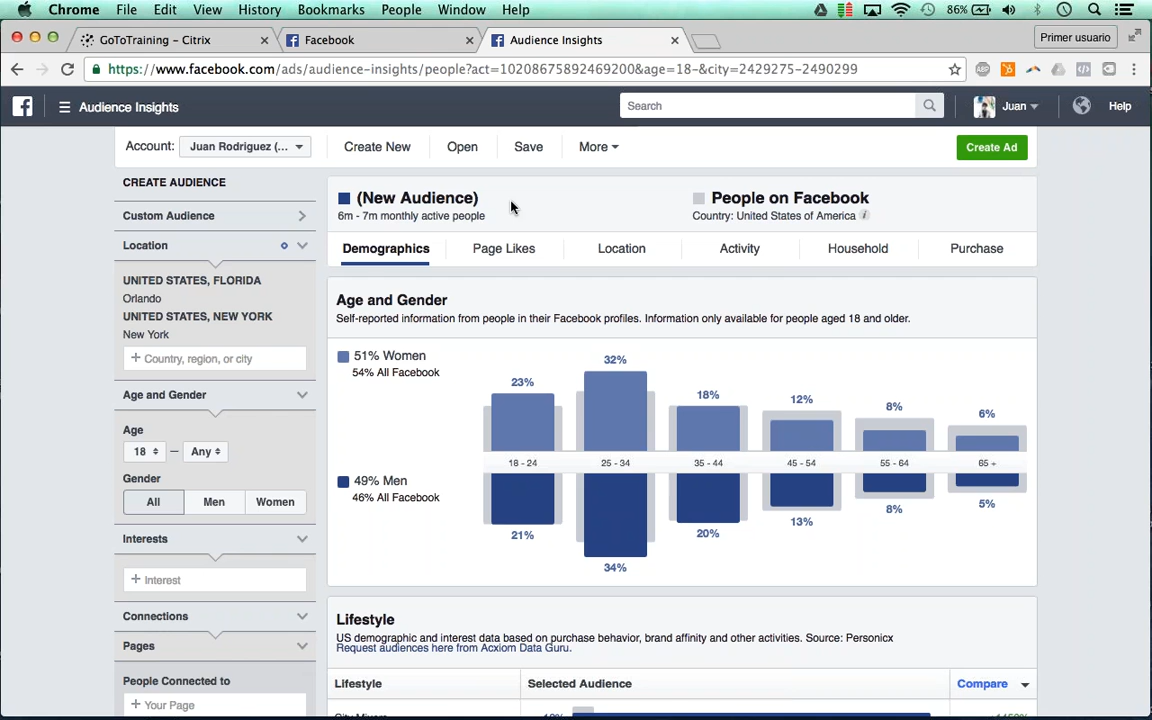 Chrome File Edit View History Bookmarks People Window Help 86%
GoToTraining - Citrix Facebook Audience Insights Primer usuario
https://www.facebook.com/ads/audience-insights/people?act=10208675892469200&age=18-&city=2429275-2490299 ABP
Audience Insights Search Juan Help
Account: Juan Rodriguez (... Create New Open Save More Create Ad
CREATE AUDIENCE
Custom Audience
Location
UNITED STATES, FLORIDA
Orlando
UNITED STATES, NEW YORK
New York
+ Country, region, or city
Age and Gender
Age
18 — Any
Gender
All Men Women
Interests
+ Interest
Connections
Pages
People Connected to
+ Your Page
(New Audience) People on Facebook
6m - 7m monthly active people Country: United States of America i
Demographics Page Likes Location Activity Household Purchase
Age and Gender
Self-reported information from people in their Facebook profiles. Information only available for people aged 18 and older.
51% Women
54% All Facebook
23% 32% 18% 12% 8% 6%
18 - 24 25 - 34 35 - 44 45 - 54 55 - 64 65 +
49% Men
46% All Facebook
21% 34% 20% 13% 8% 5%
Lifestyle
US demographic and interest data based on purchase behavior, brand affinity and other activities. Source: Personicx
Request audiences here from Acxiom Data Guru.
Lifestyle Selected Audience Compare